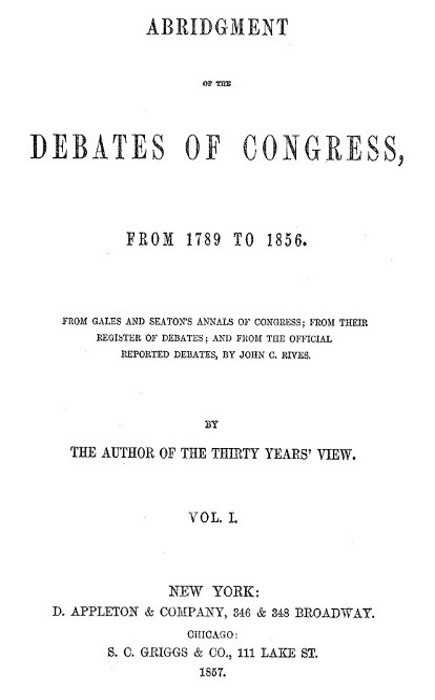 ABRIDGMENT
OF THE
DEBATES OF CONGRESS,
FROM 1789 TO 1856.
FROM GALES AND SEATON'S ANNALS OF CONGRESS; FROM THEIR
REGISTER OF DEBATES; AND FROM THE OFFICIAL
REPORTED DEBATES, BY JOHN C. RIVES.
BY
THE AUTHOR OF THE THIRTY YEARS' VIEW.
VOL. I.
NEW YORK:
D. APPLETON & COMPANY, 346 & 348 BROADWAY.
CHICAGO:
S. C. GRIGGS & CO., 111 LAKE ST.
1857.